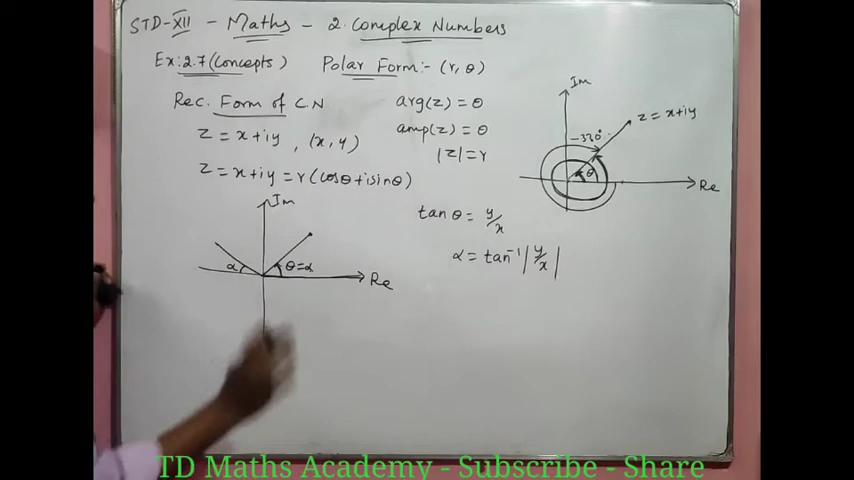 STD-XII - Maths - 2. Complex Numbers
Ex: 2.7 (Concepts) Polar Form:- (r, θ)
Rec. Form of C.N
z = x+iy , (x, y)
z = x+iy = r(cosθ+isinθ)
arg(z) = θ
amp(z) = θ
|z| = r
Im
z = x+iy
-330°
θ
Re
tan θ = y/x
α = tan⁻¹ |y/x|
Im
α
θ=α
Re
TD Maths Academy - Subscribe - Share